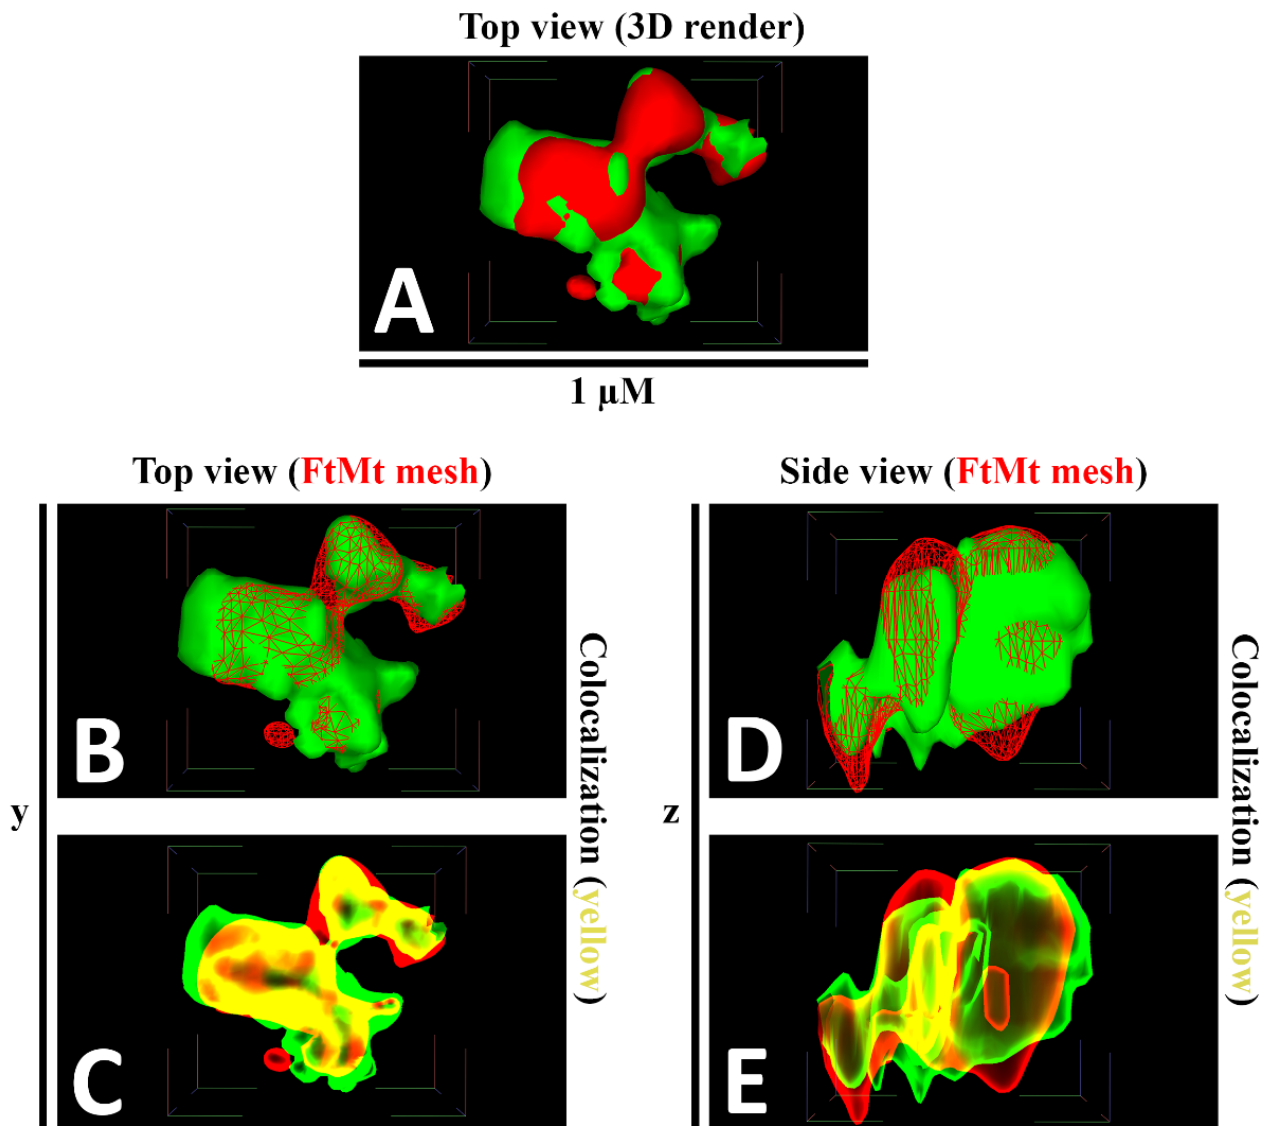 Top view (3D render)
A
1 μM
Top view (FtMt mesh)
Side view (FtMt mesh)
B
D
y
Colocalization (yellow)
z
Colocalization (yellow)
C
E